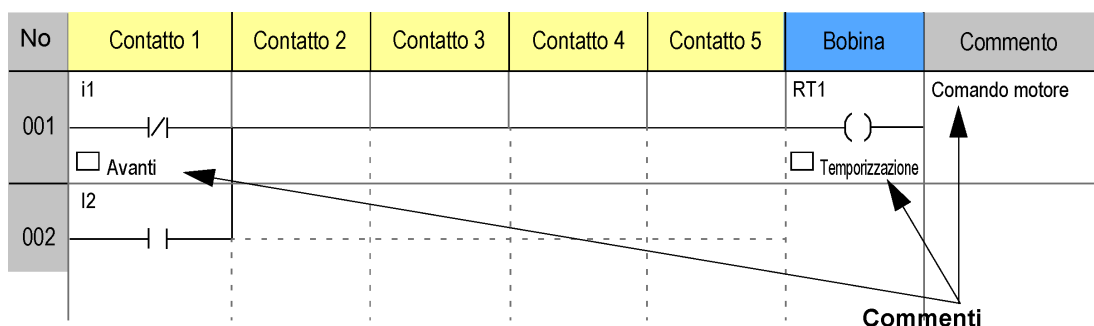 No Contatto 1 Contatto 2 Contatto 3 Contatto 4 Contatto 5 Bobina Commento
i1 RT1 Comando motore
001
Avanti Temporizzazione
I2
002
Commenti